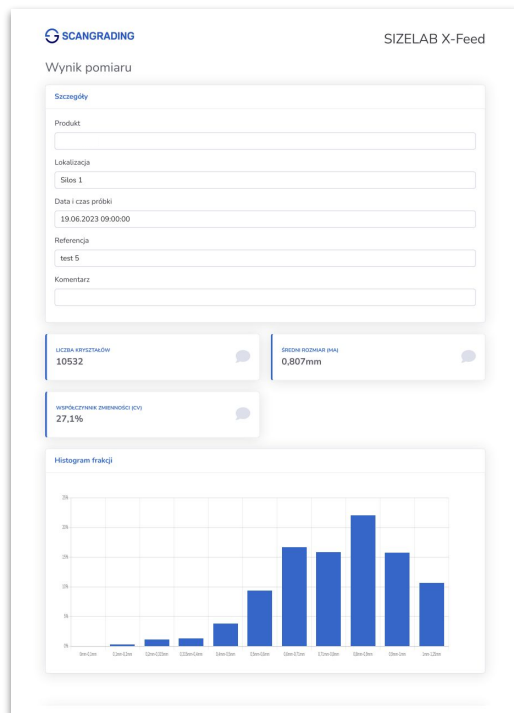 SCANGRADING
SIZELAB X-Feed
Wynik pomiaru
Szczegóły
Produkt
Lokalizacja
Silos 1
Data i czas próbki
19.06.2023 09:00:00
Referencja
test 5
Komentarz
LICZBA KRYSZTAŁÓW
10532
ŚREDNI ROZMIAR (MA)
0,807mm
WSPÓŁCZYNNIK ZMIENNOŚCI (CV)
27,1%
Histogram frakcji